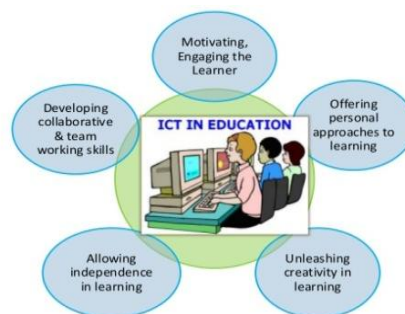 Motivating,
Engaging the
Learner
Developing
collaborative
& team
working skills
Offering
personal
approaches to
learning
ICT IN EDUCATION
Allowing
independence
in learning
Unleashing
creativity in
learning